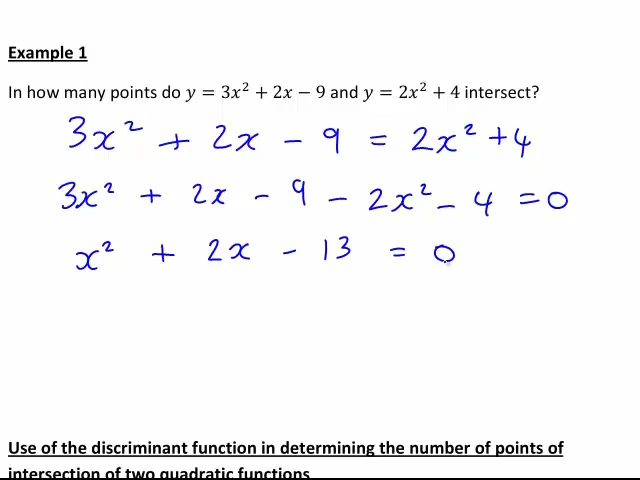 Example 1
In how many points do y = 3x² + 2x − 9 and y = 2x² + 4 intersect?
3x² + 2x − 9 = 2x² + 4
3x² + 2x − 9 − 2x² − 4 = 0
x² + 2x − 13 = 0
Use of the discriminant function in determining the number of points of
intersection of two quadratic functions